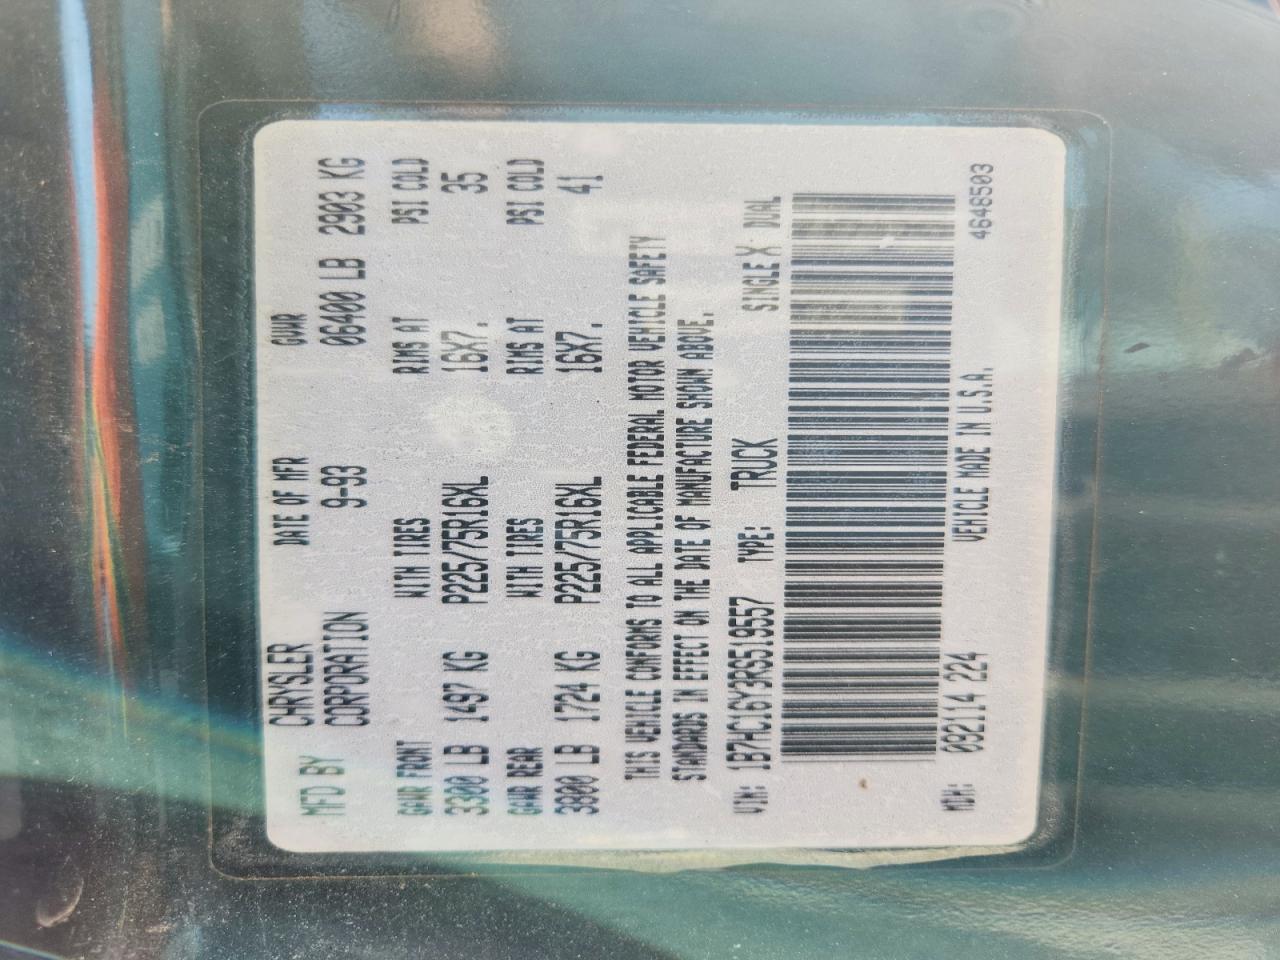 MFD BY CHRYSLER CORPORATION DATE OF MFR 9-93 GVWR 06400 LB 2903 KG
GAWR FRONT WITH TIRES RIMS AT PSI COLD
3300 LB 1497 KG P225/75R16XL 16X7. 35
GAWR REAR WITH TIRES RIMS AT PSI COLD
3800 LB 1724 KG P225/75R16XL 16X7. 41
THIS VEHICLE CONFORMS TO ALL APPLICABLE FEDERAL MOTOR VEHICLE SAFETY
STANDARDS IN EFFECT ON THE DATE OF MANUFACTURE SHOWN ABOVE.
VIN: 1B7HC16Y3RS519557 TYPE: TRUCK SINGLE X DUAL
MDH: 092114 224 VEHICLE MADE IN U.S.A. 4648503